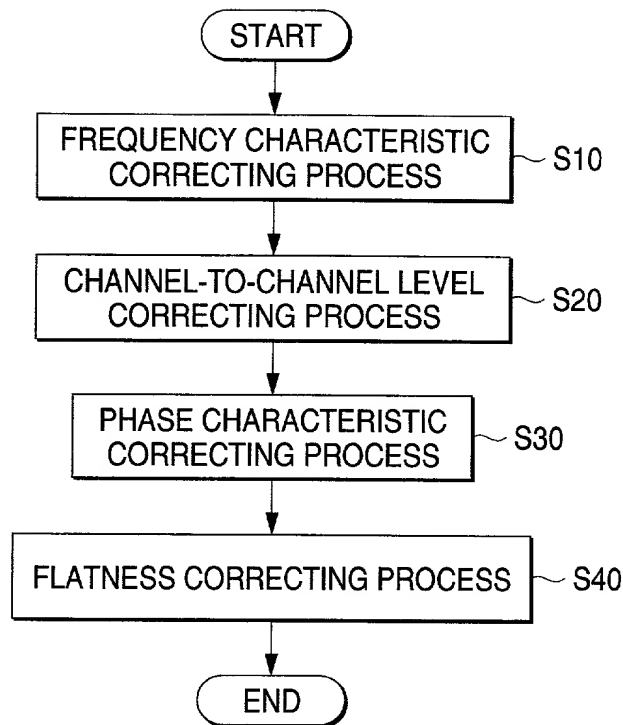 START
FREQUENCY CHARACTERISTIC
CORRECTING PROCESS
S10
CHANNEL-TO-CHANNEL LEVEL
CORRECTING PROCESS
S20
PHASE CHARACTERISTIC
CORRECTING PROCESS
S30
FLATNESS CORRECTING PROCESS
S40
END